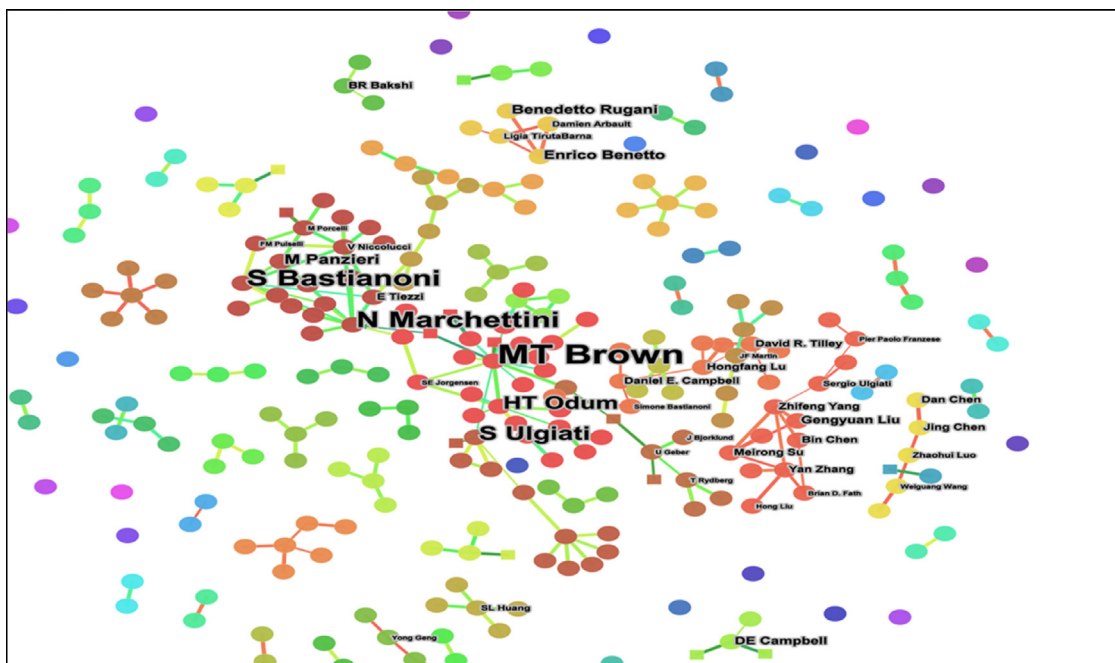 BR Bakshi
Benedetto Rugani
Damien Arbault
Ligia TirutaBarna
Enrico Benetto
M Porcelli
FM Pulselli
V Niccolucci
M Panzieri
S Bastianoni
E Tiezzi
N Marchettini
MT Brown
David R. Tilley
Pier Paolo Franzese
JF Martin
Hongfang Lu
SE Jorgensen
Daniel E. Campbell
Sergio Ulgiati
HT Odum
Simone Bastianoni
Zhifeng Yang
Dan Chen
Gengyuan Liu
Jing Chen
S Ulgiati
J Bjorklund
Bin Chen
U Geber
Meirong Su
Zhaohui Luo
Yan Zhang
T Rydberg
Weiguang Wang
Brian D. Fath
Hong Liu
SL Huang
Yong Geng
DE Campbell